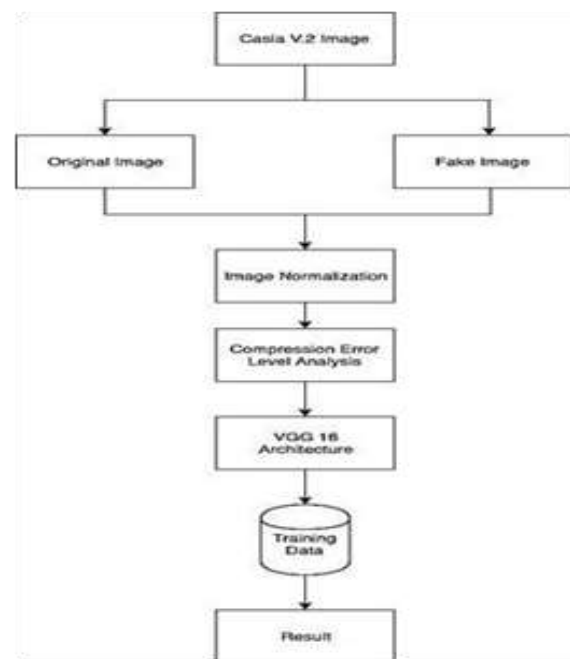 Casia V.2 Image
Original Image
Fake Image
Image Normalization
Compression Error
Level Analysis
VGG 16
Architecture
Training
Data
Result